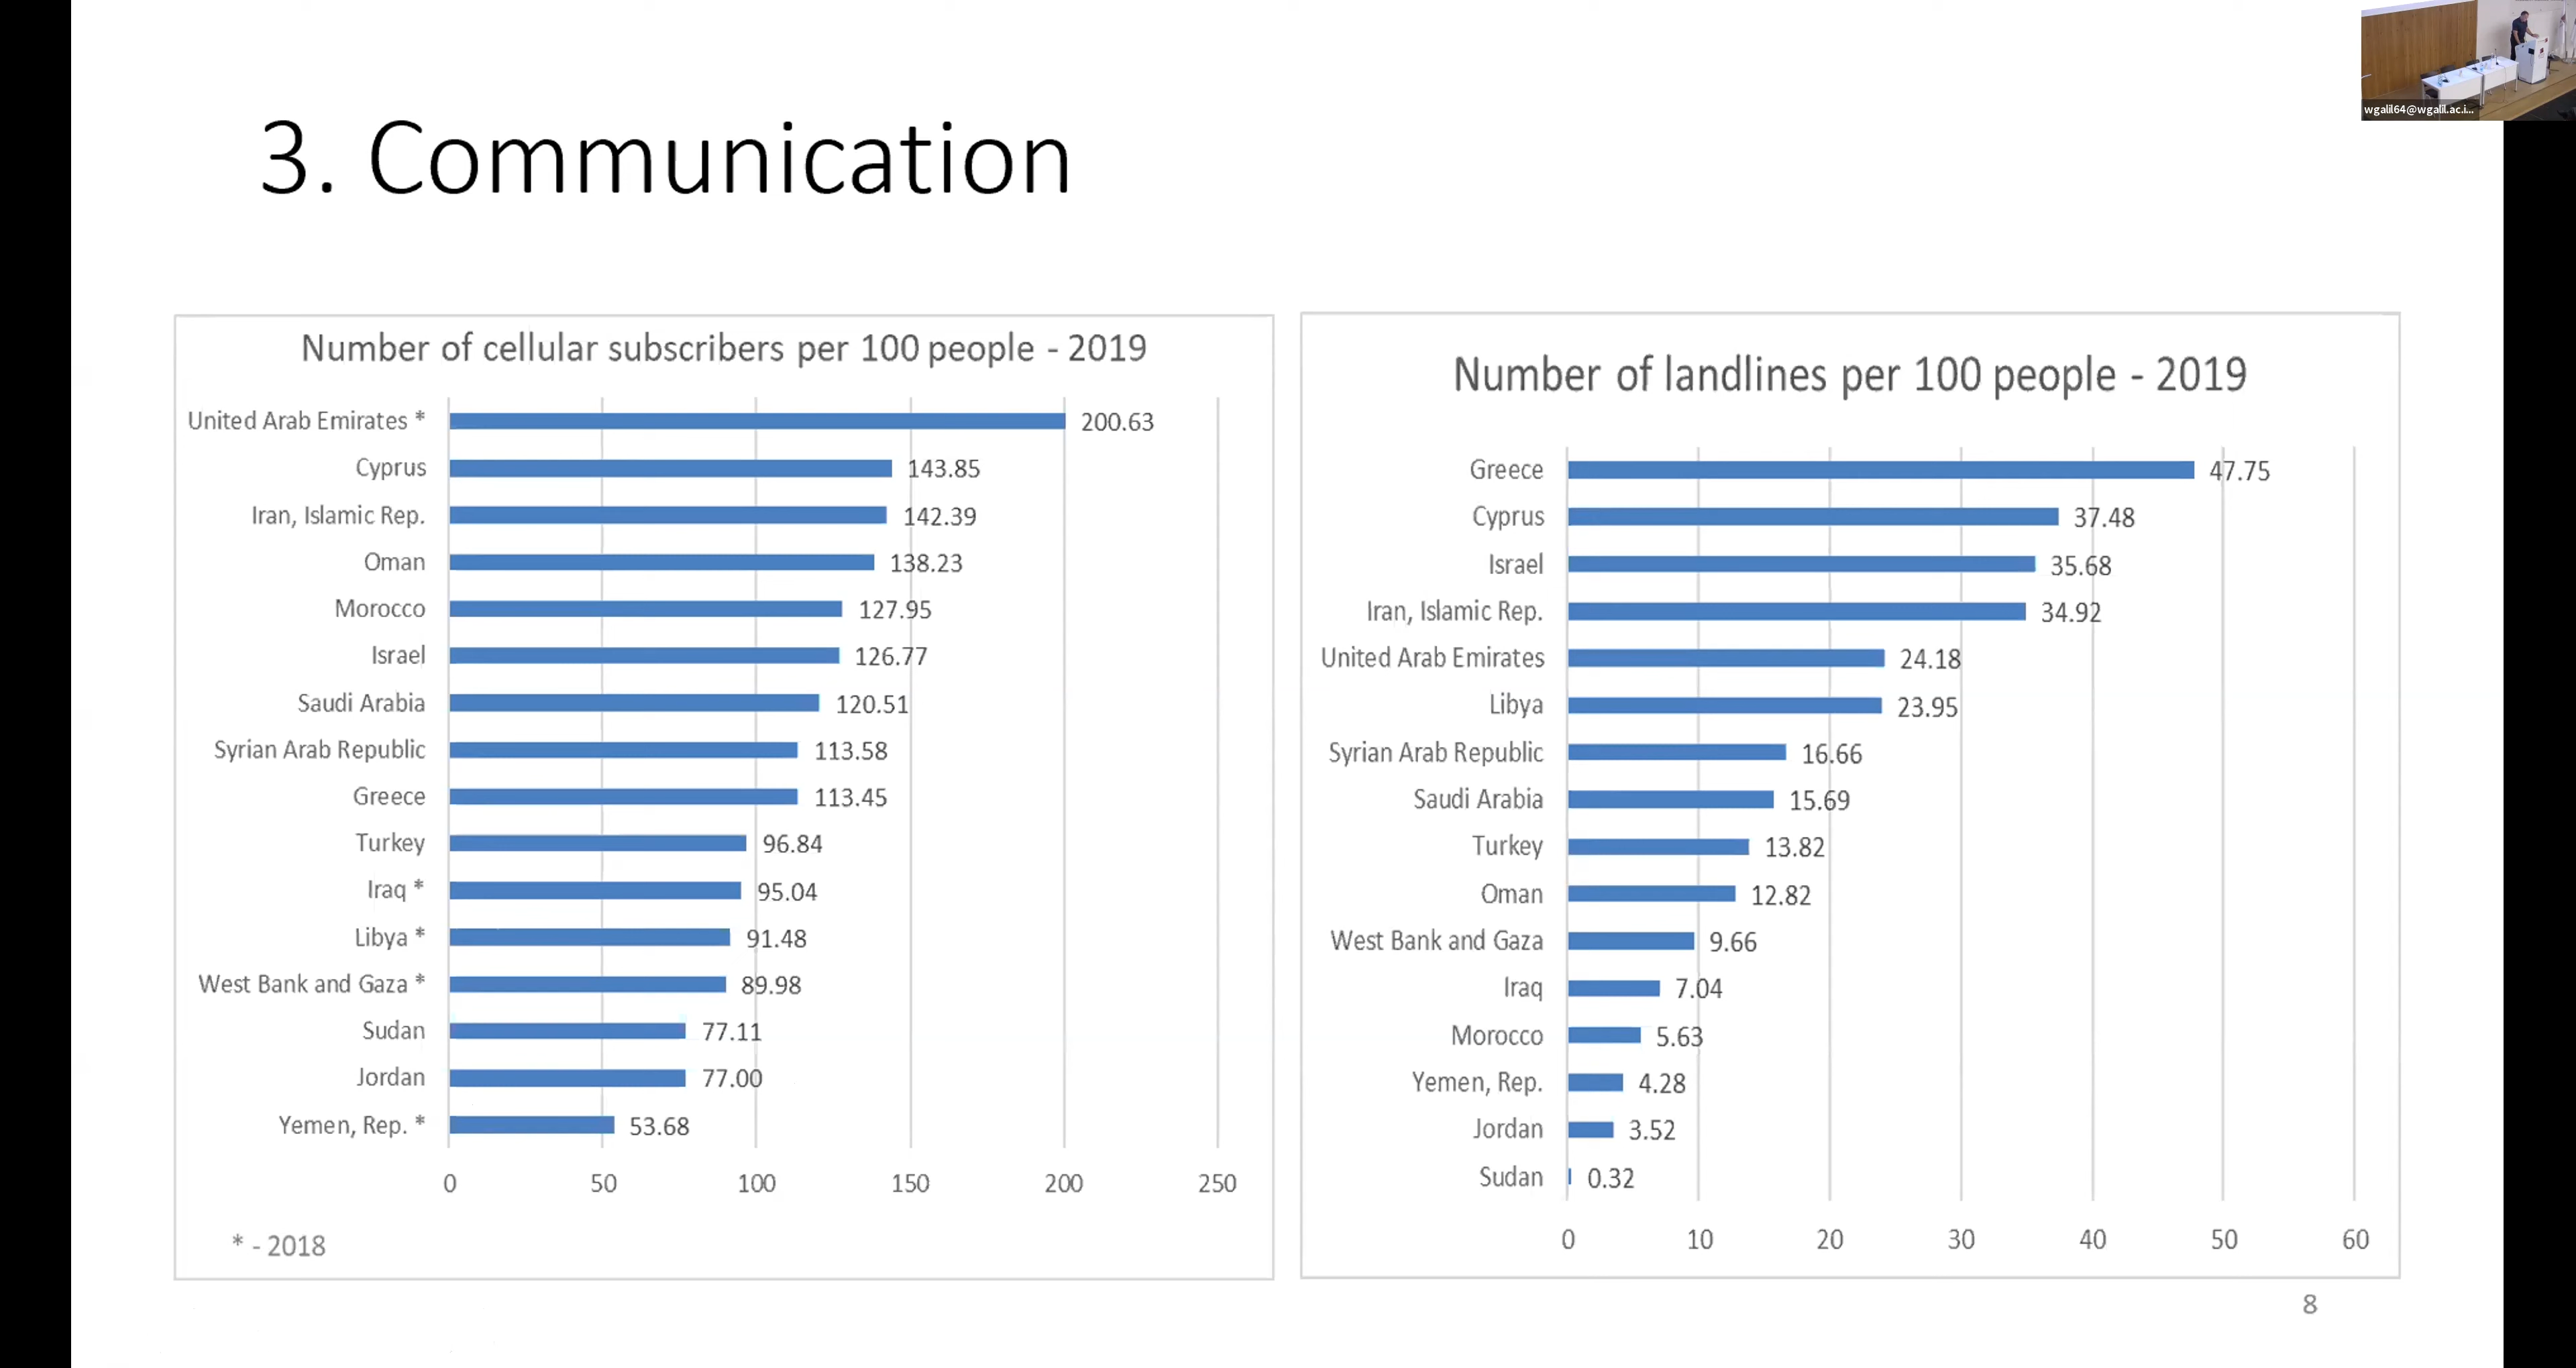 wgalil64@wgalil.ac.i...
3. Communication
Number of cellular subscribers per 100 people - 2019
United Arab Emirates * 200.63
Cyprus 143.85
Iran, Islamic Rep. 142.39
Oman 138.23
Morocco 127.95
Israel 126.77
Saudi Arabia 120.51
Syrian Arab Republic 113.58
Greece 113.45
Turkey 96.84
Iraq * 95.04
Libya * 91.48
West Bank and Gaza * 89.98
Sudan 77.11
Jordan 77.00
Yemen, Rep. * 53.68
0 50 100 150 200 250
* - 2018
Number of landlines per 100 people - 2019
Greece 47.75
Cyprus 37.48
Israel 35.68
Iran, Islamic Rep. 34.92
United Arab Emirates 24.18
Libya 23.95
Syrian Arab Republic 16.66
Saudi Arabia 15.69
Turkey 13.82
Oman 12.82
West Bank and Gaza 9.66
Iraq 7.04
Morocco 5.63
Yemen, Rep. 4.28
Jordan 3.52
Sudan 0.32
0 10 20 30 40 50 60
8